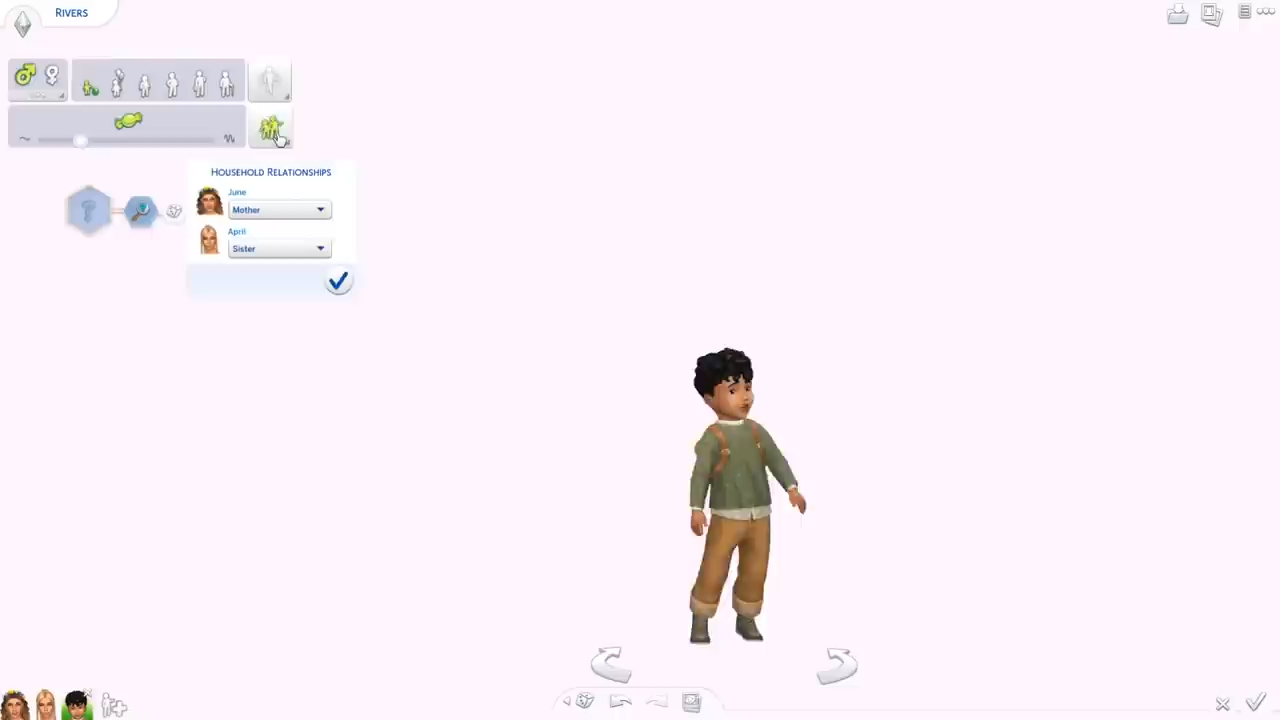 RIVERS
HOUSEHOLD RELATIONSHIPS
June
Mother
April
Sister